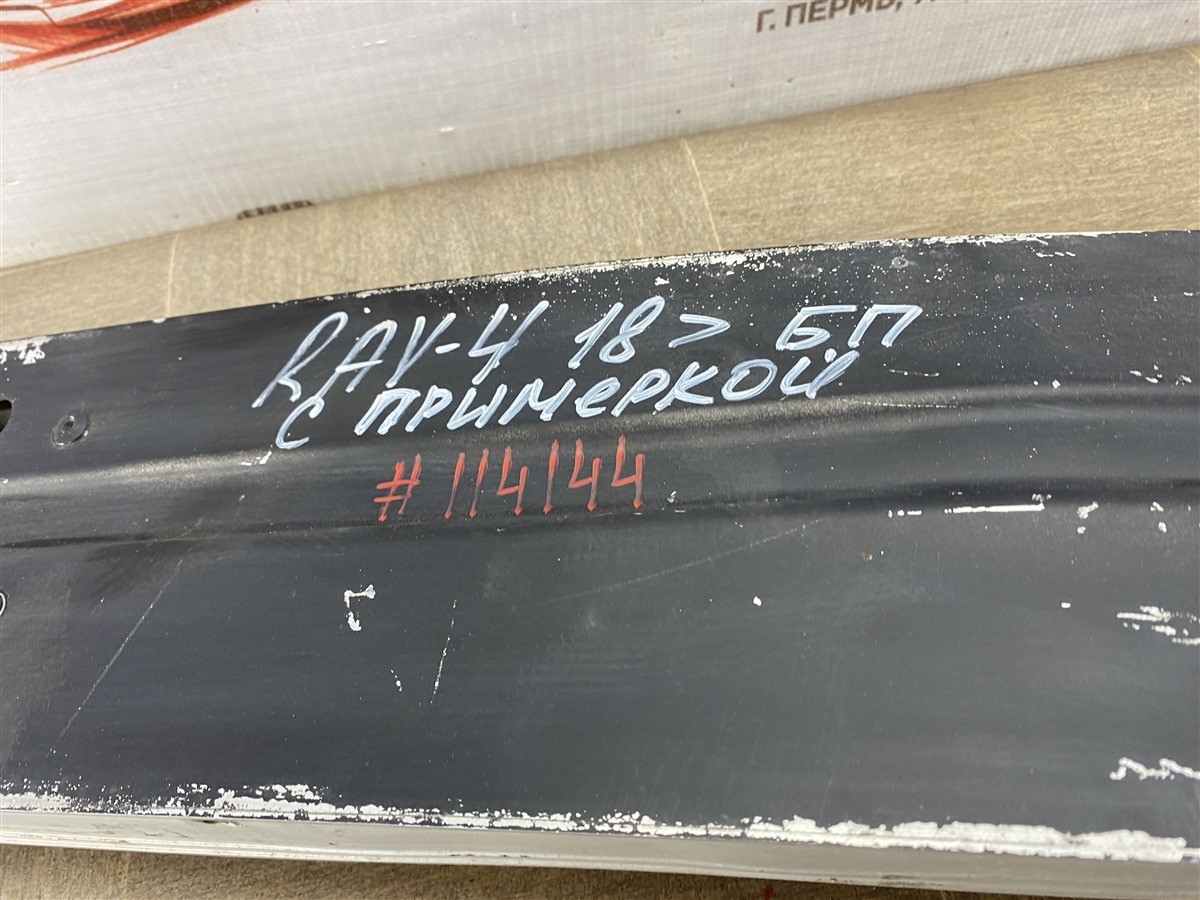 Г. ПЕРМЬ,
RAV-4 18> БП
С ПРИМЕРКОЙ
#114144